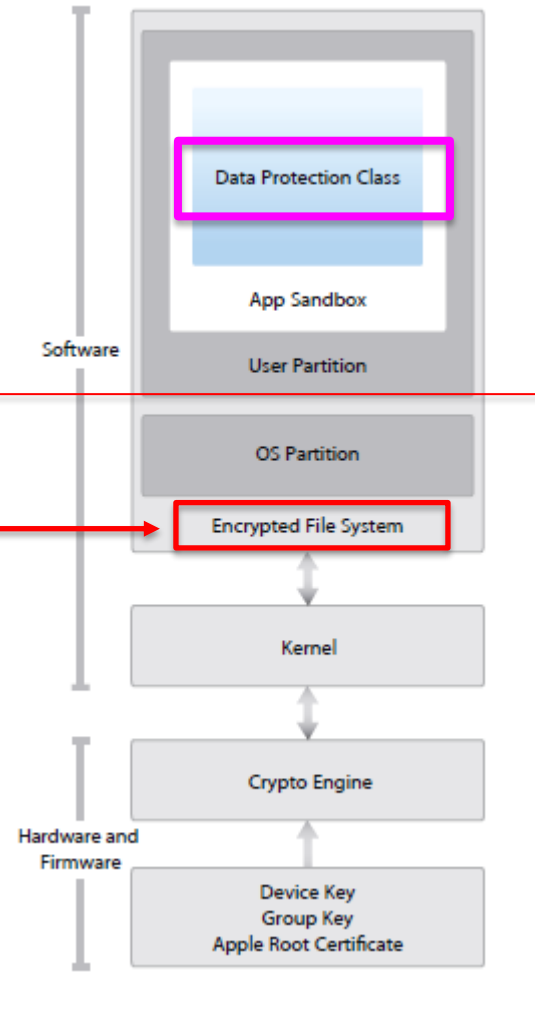 Data Protection Class
App Sandbox
Software
User Partition
OS Partition
Encrypted File System
Kernel
Crypto Engine
Hardware and
Firmware
Device Key
Group Key
Apple Root Certificate